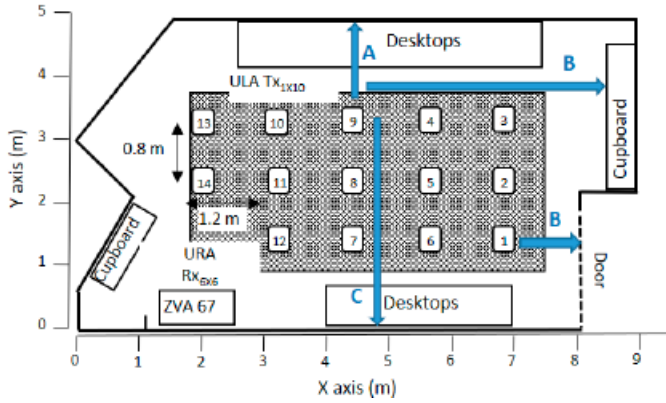 5
A
Desktops
B
4
ULA Tx1X10
13
10
9
4
3
Cupboard
3
0.8 m
Y axis (m)
14
11
8
5
2
2
1.2 m
B
Cupboard
12
7
6
1
URA
Rx6X6
1
Door
C
ZVA 67
Desktops
0
0 1 2 3 4 5 6 7 8 9
X axis (m)